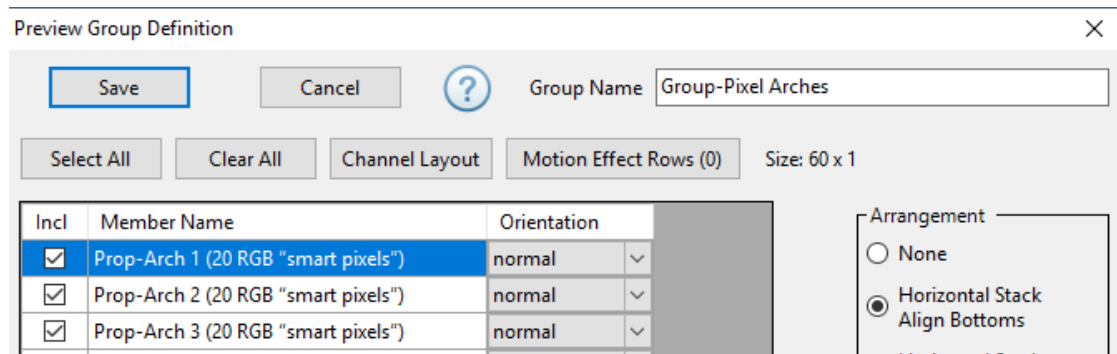 Preview Group Definition
Save Cancel ? Group Name Group-Pixel Arches
Select All Clear All Channel Layout Motion Effect Rows (0) Size: 60 x 1
Incl Member Name Orientation Arrangement
Prop-Arch 1 (20 RGB “smart pixels”) normal None
Prop-Arch 2 (20 RGB “smart pixels”) normal Horizontal Stack
Align Bottoms
Prop-Arch 3 (20 RGB “smart pixels”) normal